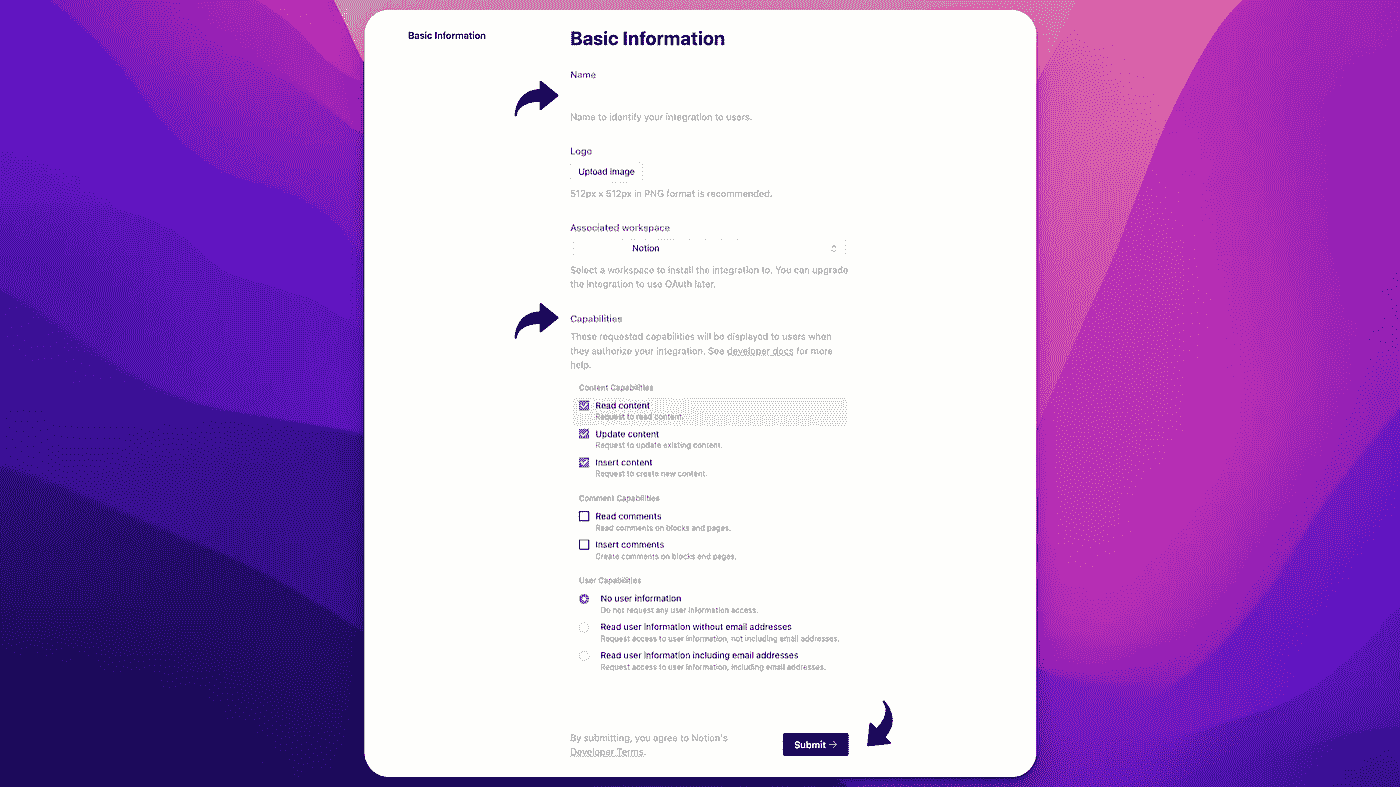 Basic Information
Basic Information
Name
Name to identify your integration to users.
Logo
Upload image
512px x 512px in PNG format is recommended.
Associated workspace
Notion
Select a workspace to install the integration to. You can upgrade
the integration to use OAuth later.
Capabilities
These requested capabilities will be displayed to users when
they authorize your integration. See developer docs for more
help.
Content Capabilities
Read content
Request to read content.
Update content
Request to update existing content.
Insert content
Request to create new content.
Comment Capabilities
Read comments
Read comments on blocks and pages.
Insert comments
Create comments on blocks and pages.
User Capabilities
No user information
Do not request any user information access.
Read user information without email addresses
Request access to user information, not including email addresses.
Read user information including email addresses
Request access to user information, including email addresses.
By submitting, you agree to Notion's
Developer Terms.
Submit →